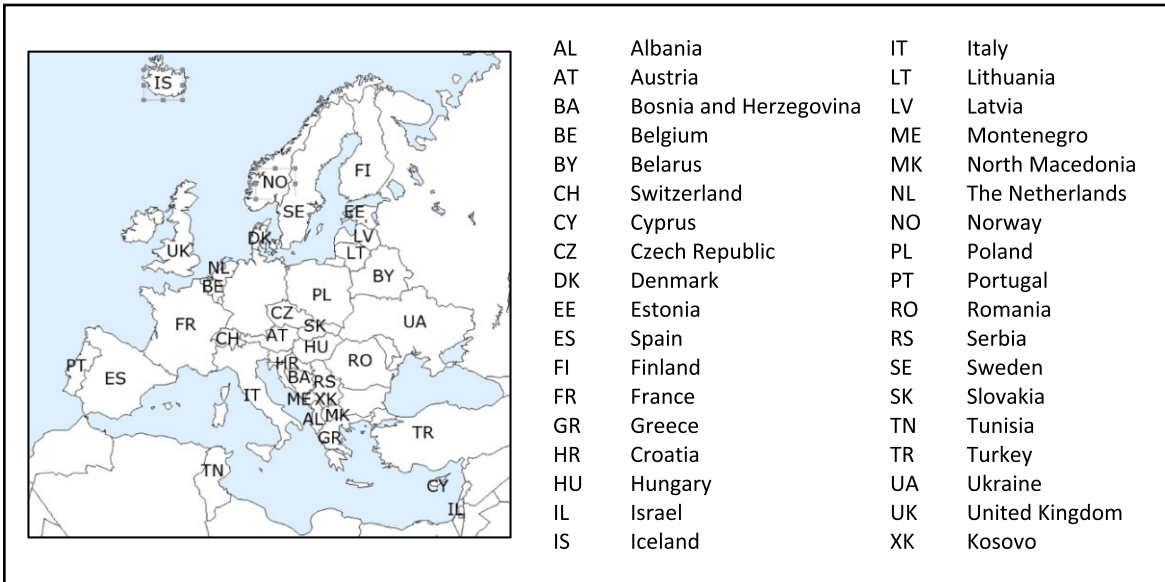 IS
NO
FI
SE
EE
DK
LV
LT
UK
NL
BE
BY
PL
CZ
SK
UA
FR
CH
AT
HU
HR
RO
PT
ES
BA
RS
IT
ME
XK
AL
MK
GR
TR
TN
CY
IL
AL Albania IT Italy
AT Austria LT Lithuania
BA Bosnia and Herzegovina LV Latvia
BE Belgium ME Montenegro
BY Belarus MK North Macedonia
CH Switzerland NL The Netherlands
CY Cyprus NO Norway
CZ Czech Republic PL Poland
DK Denmark PT Portugal
EE Estonia RO Romania
ES Spain RS Serbia
FI Finland SE Sweden
FR France SK Slovakia
GR Greece TN Tunisia
HR Croatia TR Turkey
HU Hungary UA Ukraine
IL Israel UK United Kingdom
IS Iceland XK Kosovo